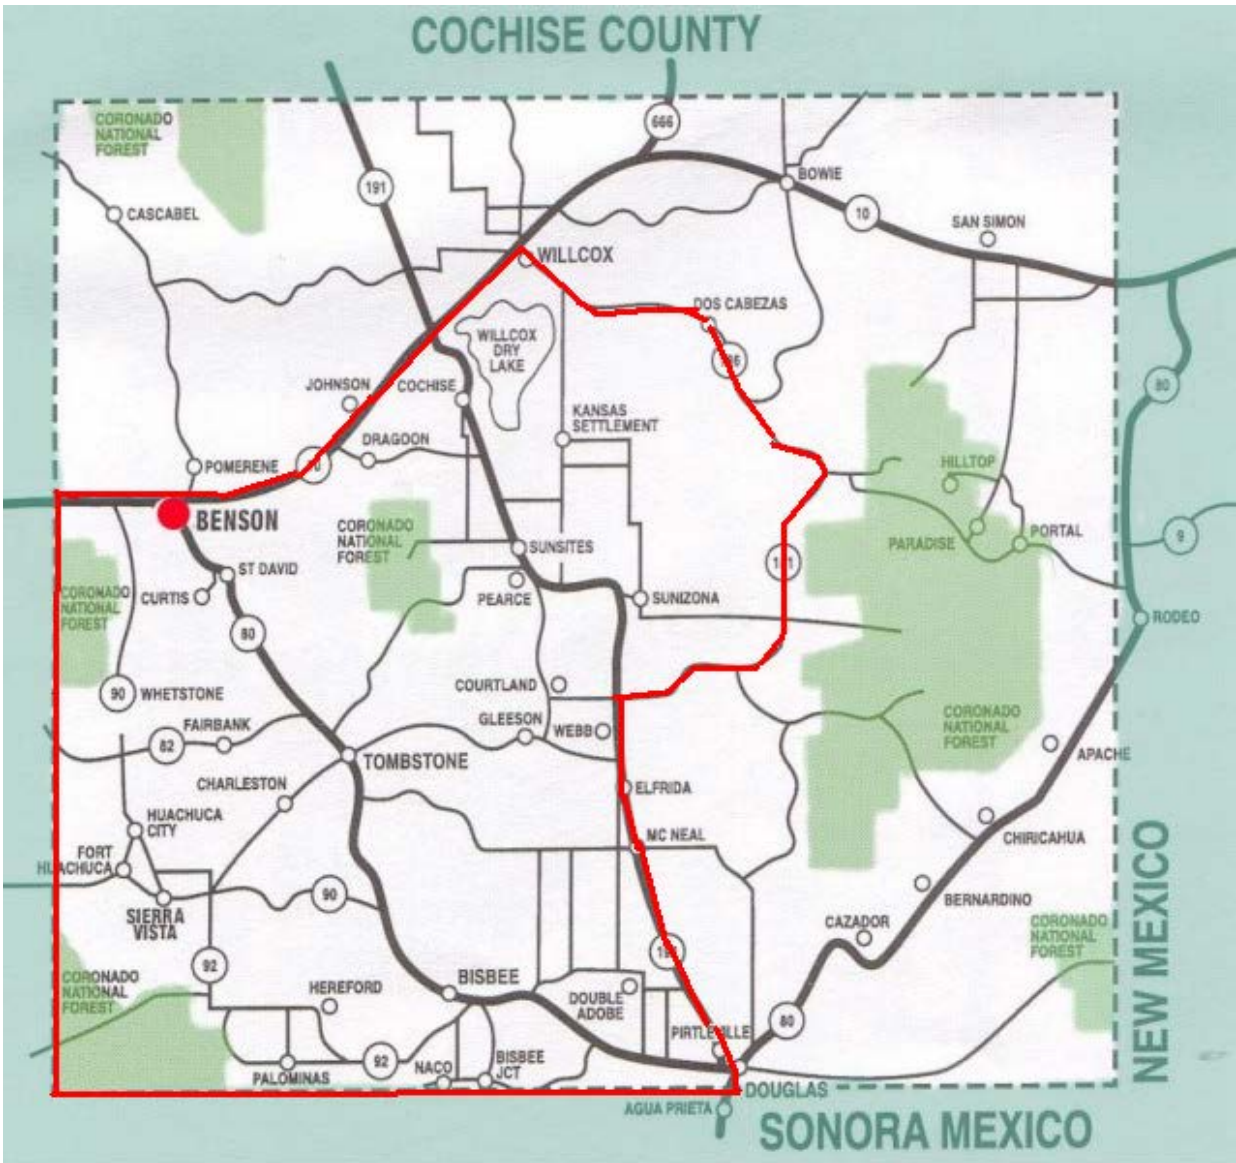 COCHISE COUNTY
CORONADO
NATIONAL
FOREST
666
191
BOWIE
CASCABEL
10
SAN SIMON
WILLCOX
DOS CABEZAS
WILLCOX
DRY
LAKE
JOHNSON
COCHISE
80
KANSAS
SETTLEMENT
DRAGOON
POMERENE
HILLTOP
BENSON
CORONADO
NATIONAL
FOREST
SUNSITES
PARADISE
PORTAL
9
ST DAVID
CORONADO
NATIONAL
FOREST
CURTIS
PEARCE
SUNIZONA
RODEO
80
COURTLAND
90
WHETSTONE
GLEESON
WEBB
CORONADO
NATIONAL
FOREST
FAIRBANK
82
TOMBSTONE
APACHE
CHARLESTON
ELFRIDA
HUACHUCA
CITY
MC NEAL
CHIRICAHUA
FORT
HUACHUCA
90
BERNARDINO
SIERRA
VISTA
CAZADOR
CORONADO
NATIONAL
FOREST
92
BISBEE
CORONADO
NATIONAL
FOREST
HEREFORD
DOUBLE
ADOBE
80
PIRTLEVILLE
92
NACO
BISBEE
JCT
PALOMINAS
DOUGLAS
AGUA PRIETA
SONORA MEXICO
NEW MEXICO